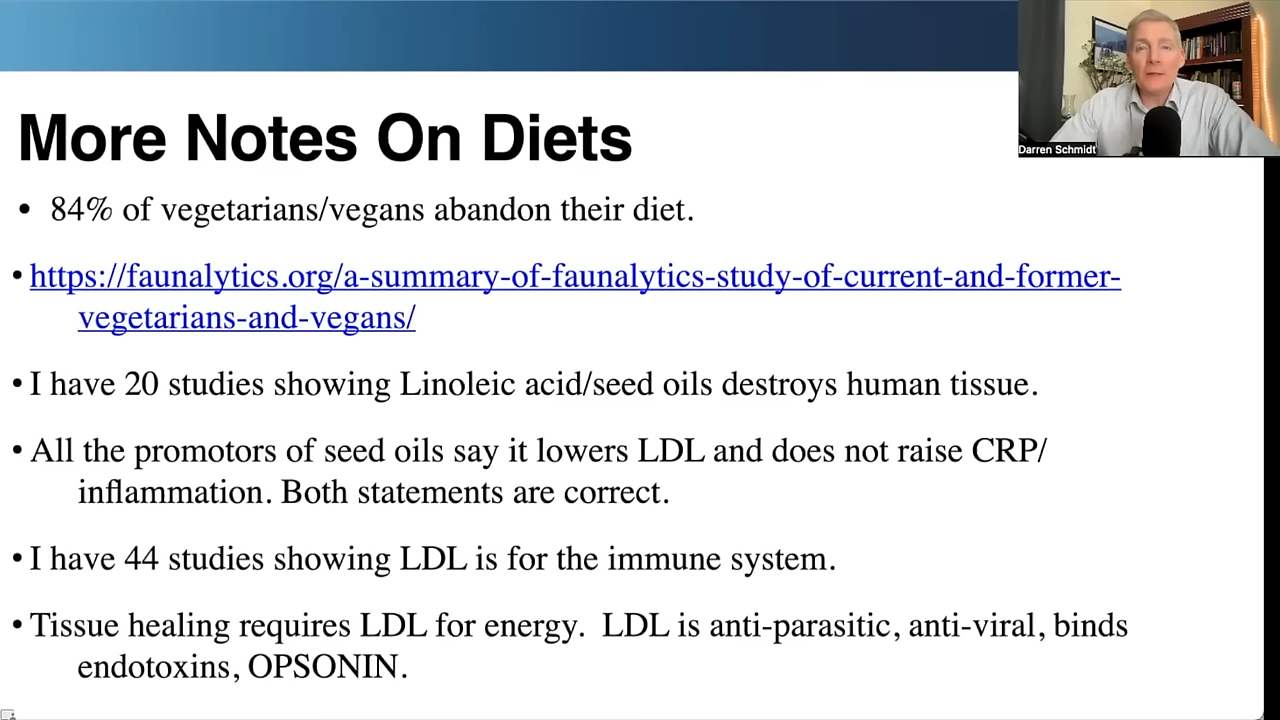 Darren Schmidt
More Notes On Diets
• 84% of vegetarians/vegans abandon their diet.
• https://faunalytics.org/a-summary-of-faunalytics-study-of-current-and-former-
vegetarians-and-vegans/
• I have 20 studies showing Linoleic acid/seed oils destroys human tissue.
• All the promotors of seed oils say it lowers LDL and does not raise CRP/
inflammation. Both statements are correct.
• I have 44 studies showing LDL is for the immune system.
• Tissue healing requires LDL for energy.  LDL is anti-parasitic, anti-viral, binds
endotoxins, OPSONIN.